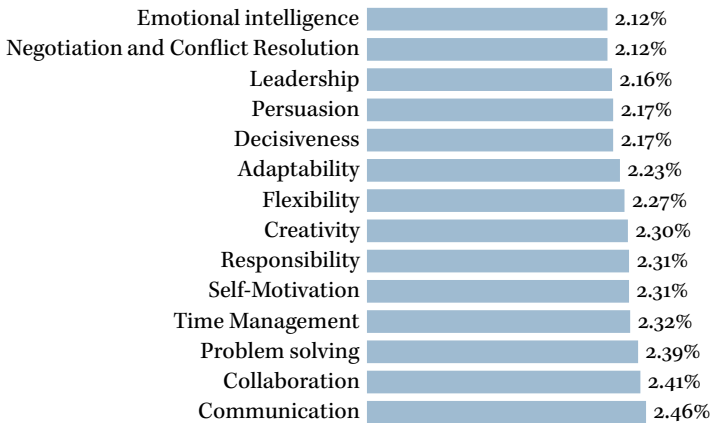 Emotional intelligence 2.12%
Negotiation and Conflict Resolution 2.12%
Leadership 2.16%
Persuasion 2.17%
Decisiveness 2.17%
Adaptability 2.23%
Flexibility 2.27%
Creativity 2.30%
Responsibility 2.31%
Self-Motivation 2.31%
Time Management 2.32%
Problem solving 2.39%
Collaboration 2.41%
Communication 2.46%